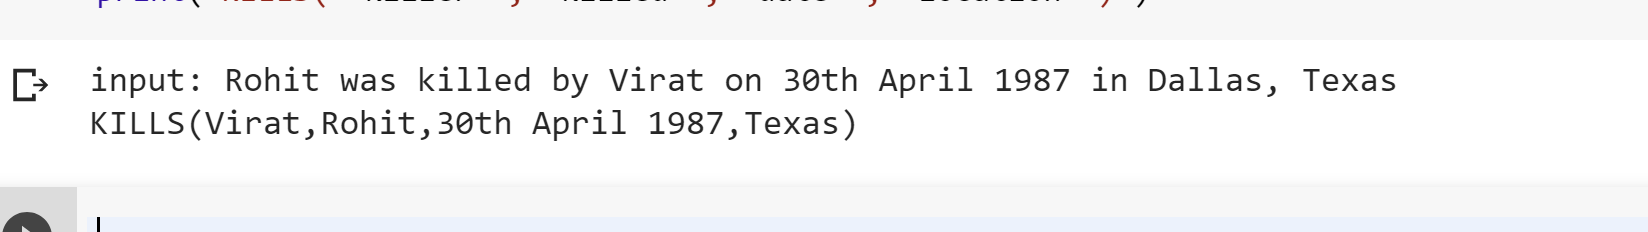 input: Rohit was killed by Virat on 30th April 1987 in Dallas, Texas
KILLS(Virat,Rohit,30th April 1987,Texas)